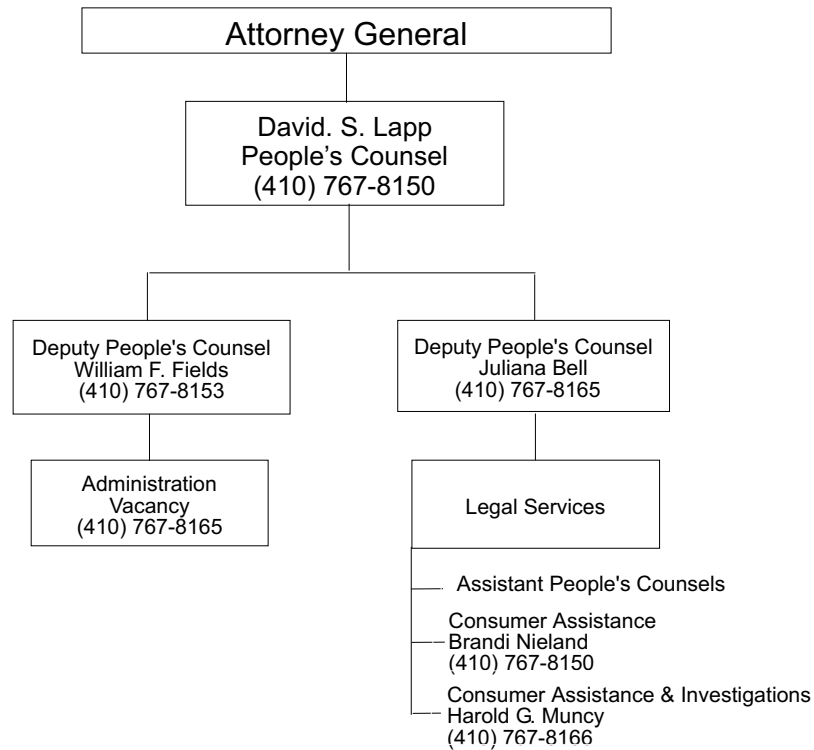 Attorney General
David. S. Lapp
People’s Counsel
(410) 767-8150
Deputy People's Counsel
William F. Fields
(410) 767-8153
Deputy People's Counsel
Juliana Bell
(410) 767-8165
Administration
Vacancy
(410) 767-8165
Legal Services
Assistant People's Counsels
Consumer Assistance
Brandi Nieland
(410) 767-8150
Consumer Assistance & Investigations
Harold G. Muncy
(410) 767-8166